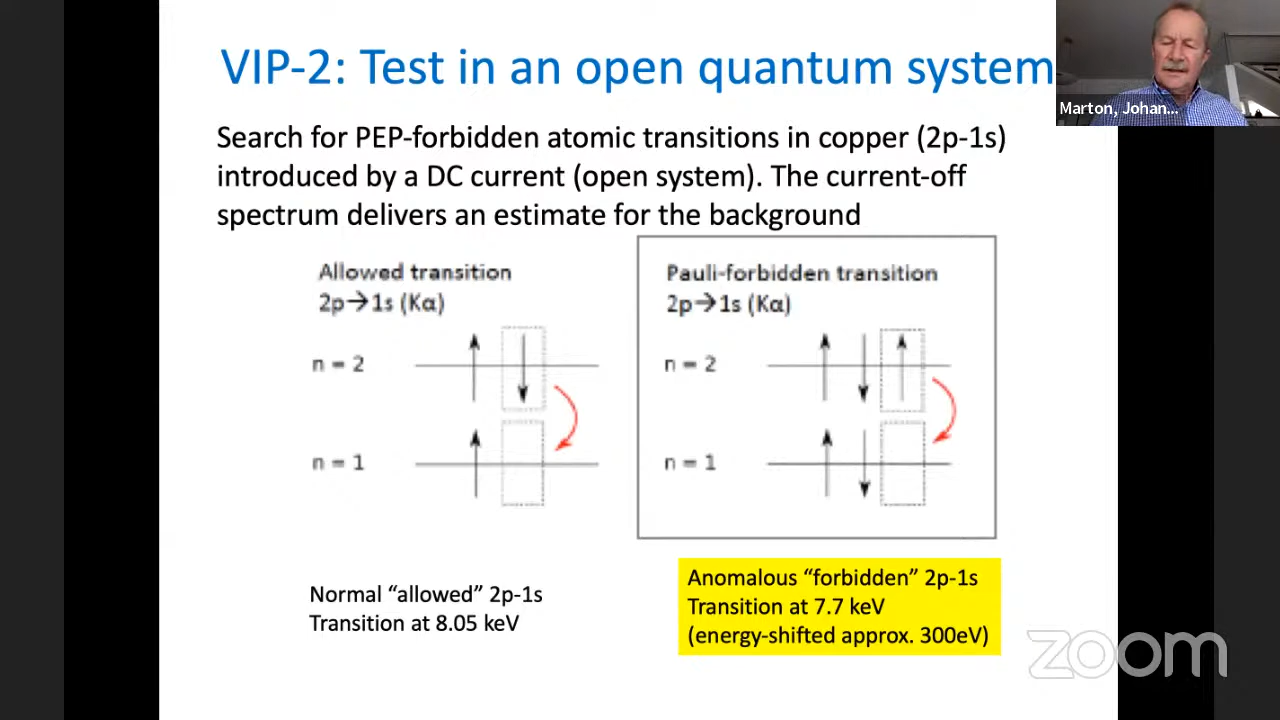 VIP-2: Test in an open quantum system
Marton, Johan...
Search for PEP-forbidden atomic transitions in copper (2p-1s)
introduced by a DC current (open system). The current-off
spectrum delivers an estimate for the background
Allowed transition
2p→1s (Kα)
n = 2
n = 1
Pauli-forbidden transition
2p→1s (Kα)
n = 2
n = 1
Normal “allowed” 2p-1s
Transition at 8.05 keV
Anomalous “forbidden” 2p-1s
Transition at 7.7 keV
(energy-shifted approx. 300eV)
zoom